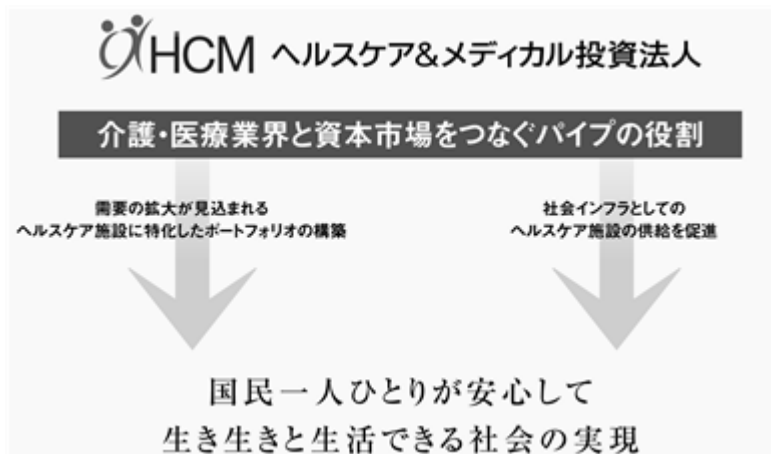 HCM ヘルスケア&メディカル投資法人
介護・医療業界と資本市場をつなぐパイプの役割
需要の拡大が見込まれる
ヘルスケア施設に特化したポートフォリオの構築
社会インフラとしての
ヘルスケア施設の供給を促進
国民一人ひとりが安心して
生き生きと生活できる社会の実現